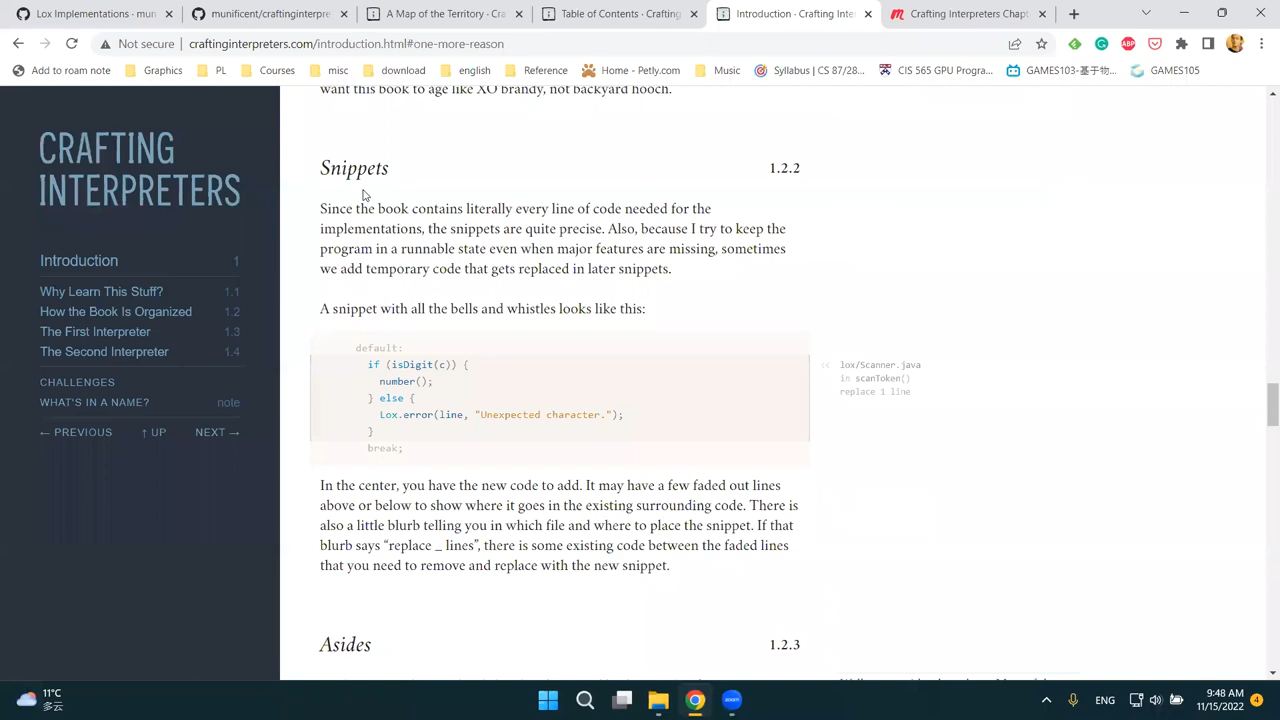 Lox Implementations · mun
munificent/craftinginterpre
A Map of the Territory · Cra
Table of Contents · Crafting
Introduction · Crafting Inte
Crafting Interpreters Chapt
Not secure | craftinginterpreters.com/introduction.html#one-more-reason
Add to roam note
Graphics
PL
Courses
misc
download
english
Reference
Home - Petly.com
Music
Syllabus | CS 87/28...
CIS 565 GPU Progra...
GAMES103-基于物...
GAMES105
want this book to age like XO brandy, not backyard hooch.
CRAFTING
INTERPRETERS
Introduction 1
Why Learn This Stuff? 1.1
How the Book Is Organized 1.2
The First Interpreter 1.3
The Second Interpreter 1.4
CHALLENGES
WHAT'S IN A NAME? note
← PREVIOUS ↑ UP NEXT →
Snippets 1.2.2
Since the book contains literally every line of code needed for the
implementations, the snippets are quite precise. Also, because I try to keep the
program in a runnable state even when major features are missing, sometimes
we add temporary code that gets replaced in later snippets.
A snippet with all the bells and whistles looks like this:
default:
if (isDigit(c)) {
number();
} else {
Lox.error(line, "Unexpected character.");
}
break;
<< lox/Scanner.java
in scanToken()
replace 1 line
In the center, you have the new code to add. It may have a few faded out lines
above or below to show where it goes in the existing surrounding code. There is
also a little blurb telling you in which file and where to place the snippet. If that
blurb says “replace _ lines”, there is some existing code between the faded lines
that you need to remove and replace with the new snippet.
Asides 1.2.3
11°C
多云
zoom
ENG
9:48 AM
11/15/2022
4